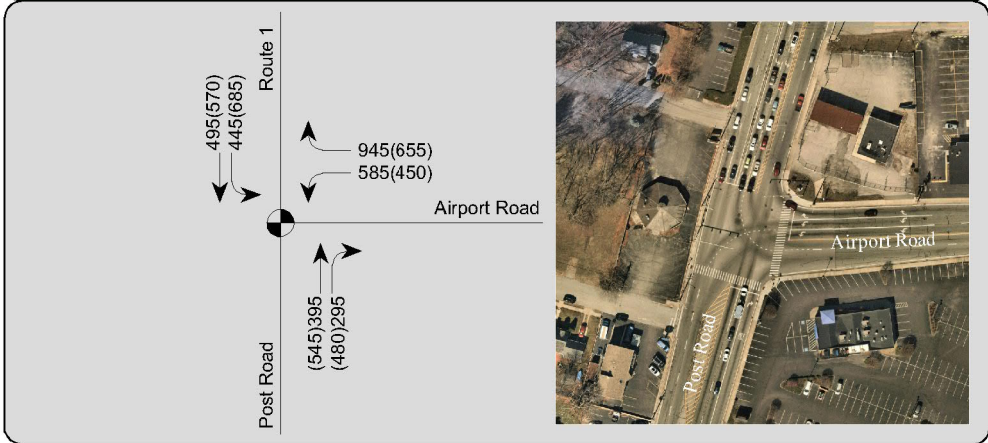 Route 1
495(570)
445(685)
945(655)
585(450)
Airport Road
(545)395
(480)295
Post Road
Airport Road
Post Road